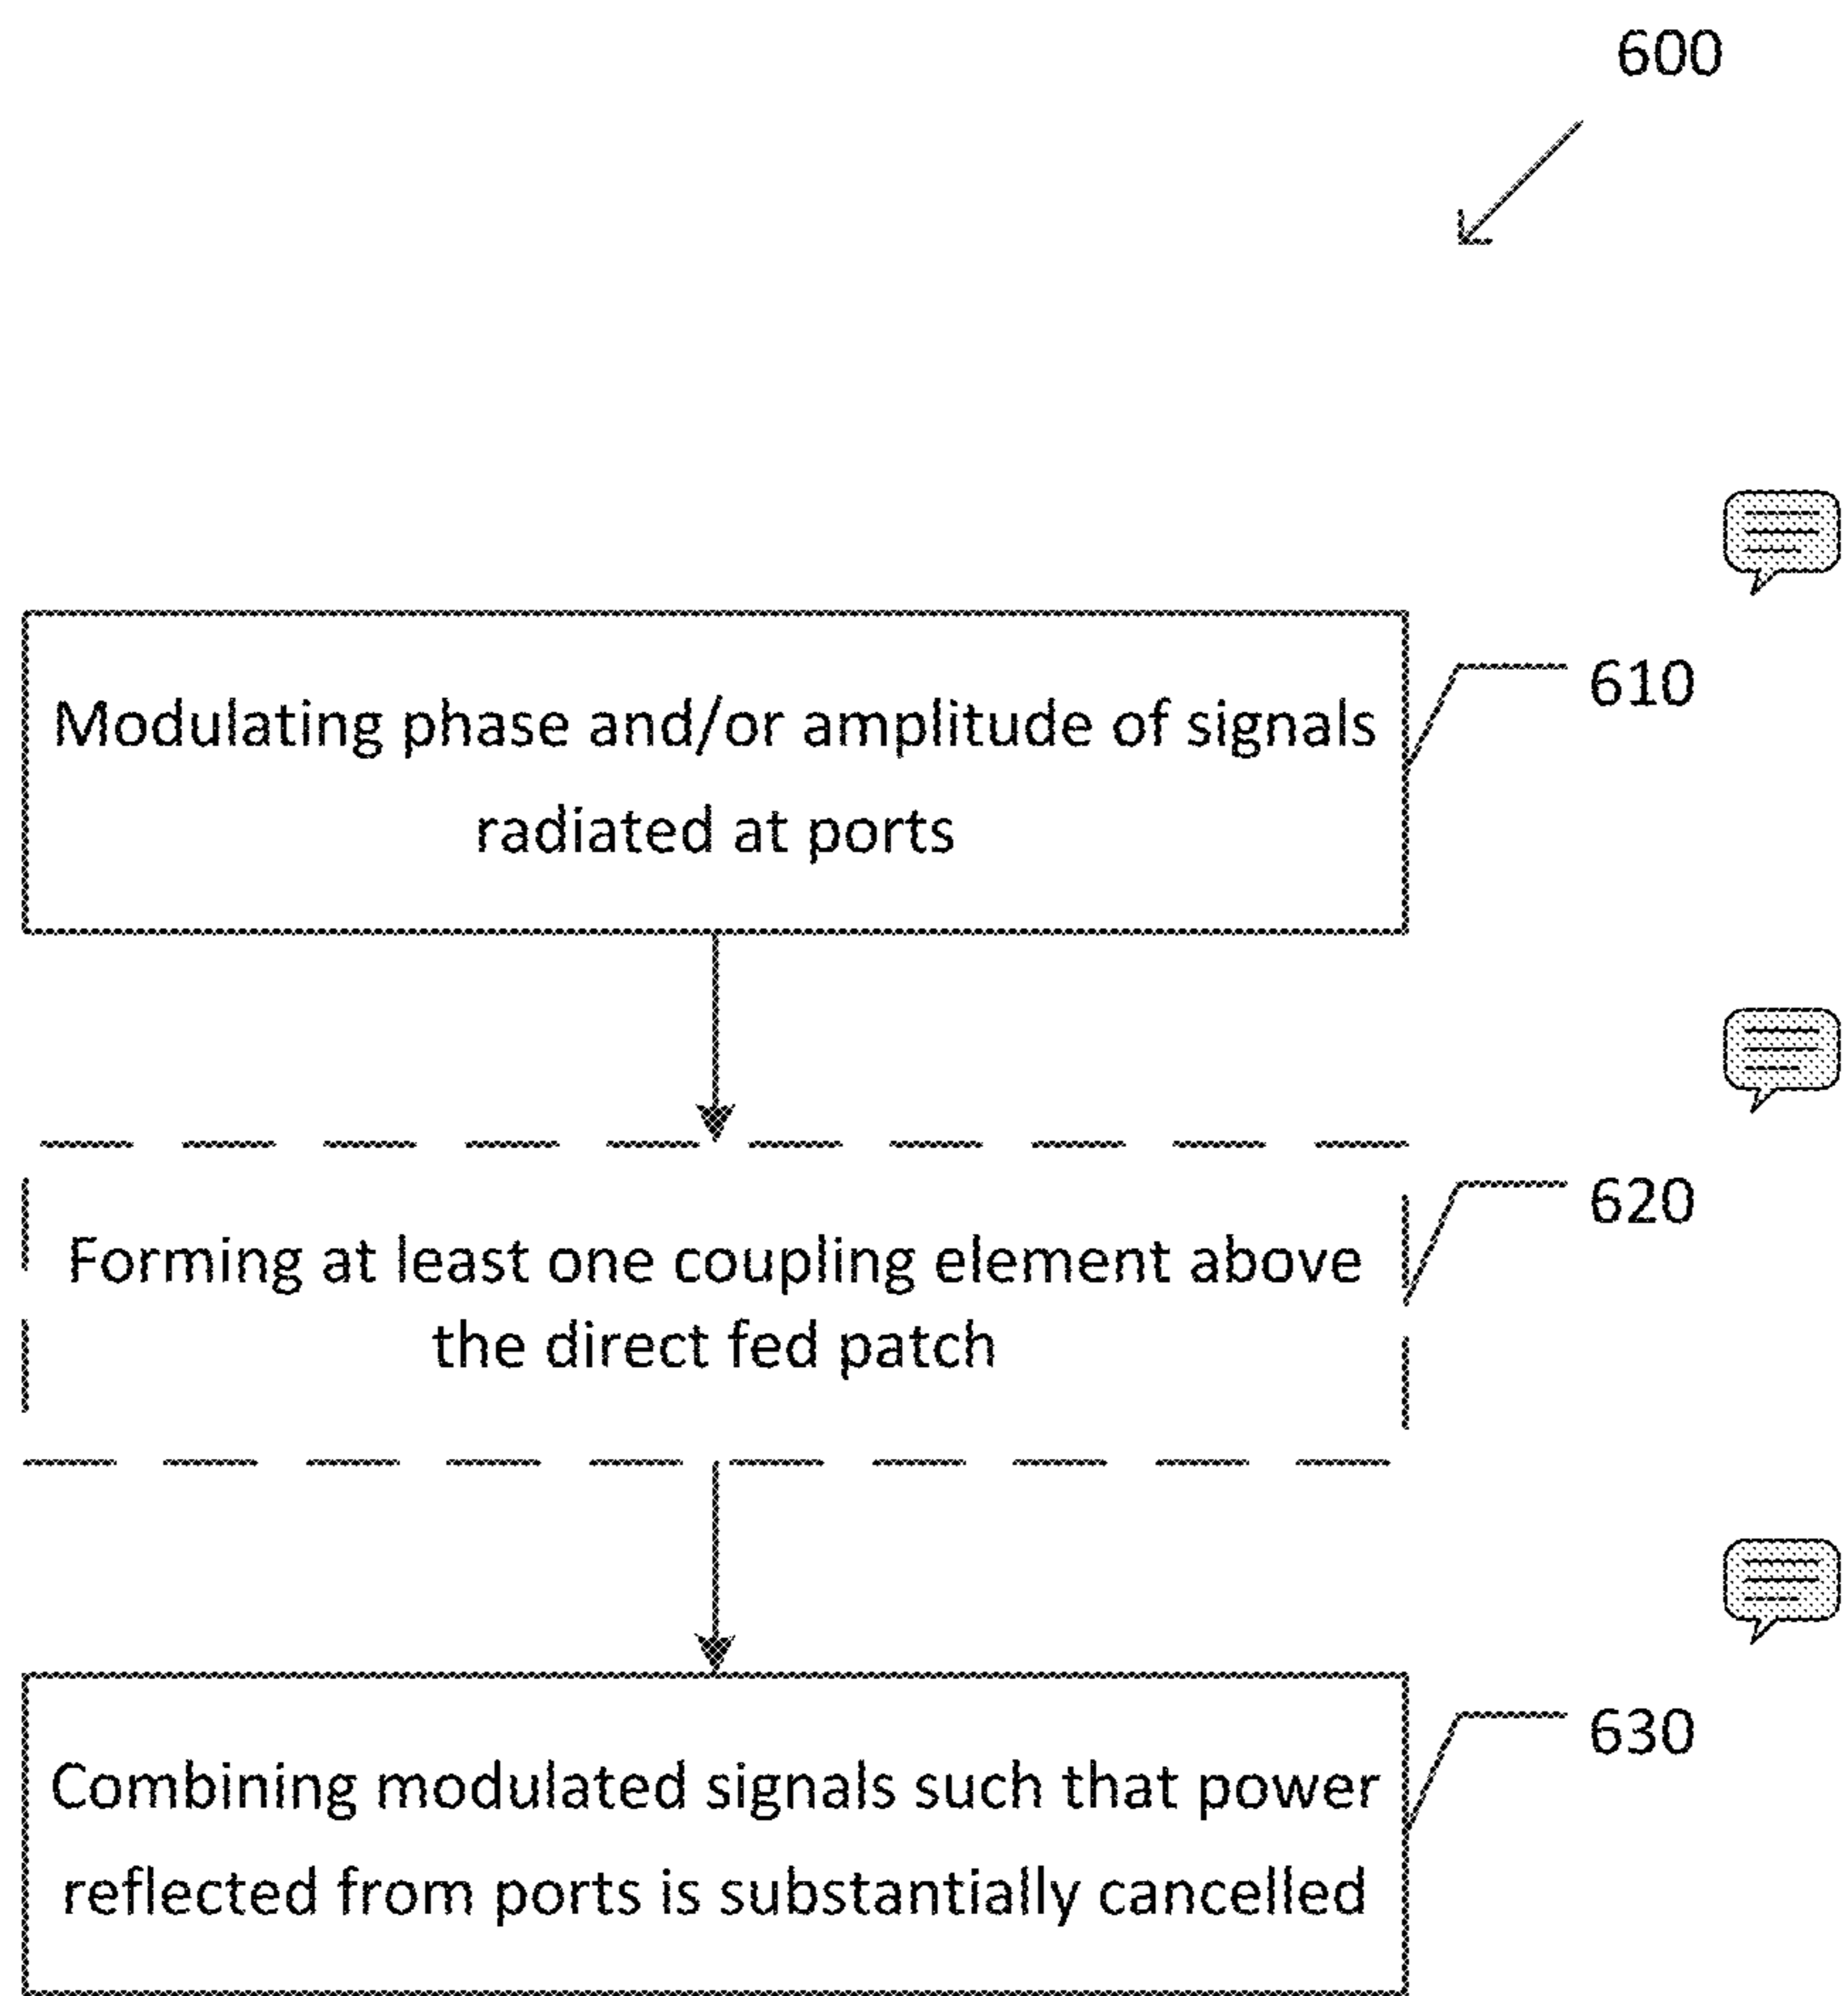 600
610
Modulating phase and/or amplitude of signals
radiated at ports
620
Forming at least one coupling element above
the direct fed patch
630
Combining modulated signals such that power
reflected from ports is substantially cancelled